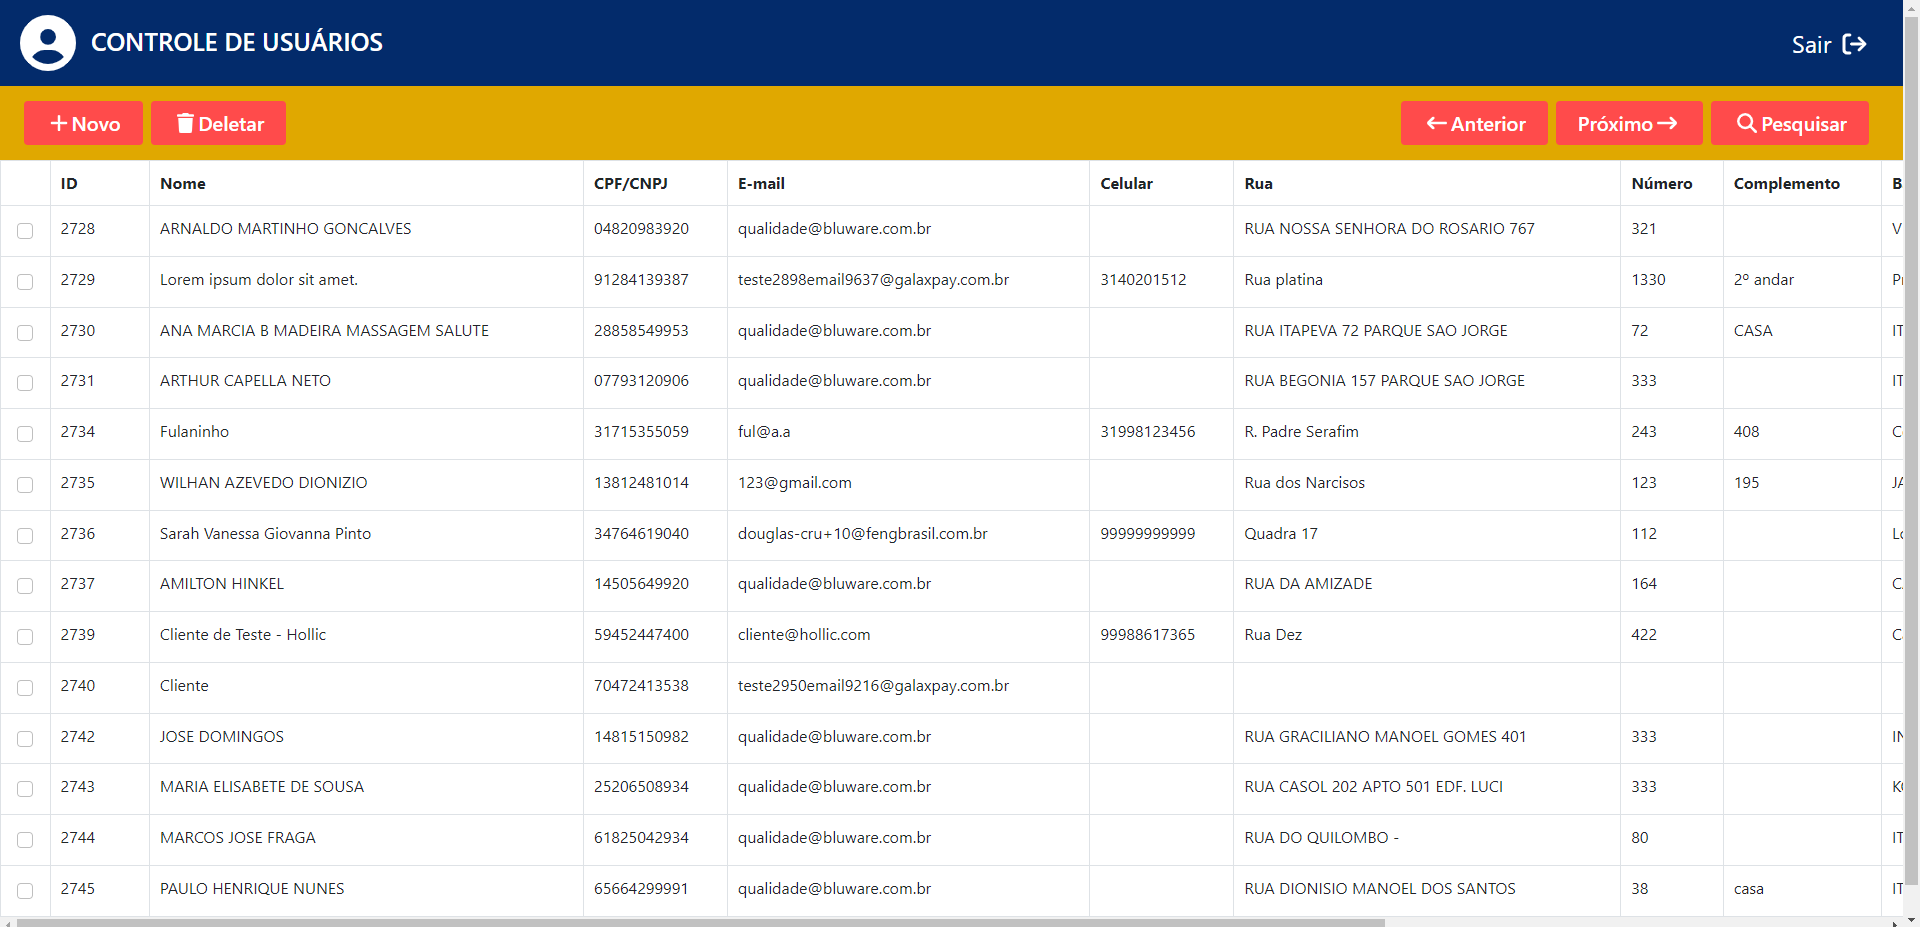 CONTROLE DE USUÁRIOS Sair
Novo Deletar Anterior Próximo Pesquisar
ID Nome CPF/CNPJ E-mail Celular Rua Número Complemento B
2728 ARNALDO MARTINHO GONCALVES 04820983920 qualidade@bluware.com.br RUA NOSSA SENHORA DO ROSARIO 767 321 V
2729 Lorem ipsum dolor sit amet. 91284139387 teste2898email9637@galaxpay.com.br 3140201512 Rua platina 1330 2º andar
2730 ANA MARCIA B MADEIRA MASSAGEM SALUTE 28858549953 qualidade@bluware.com.br RUA ITAPEVA 72 PARQUE SAO JORGE 72 CASA IT
2731 ARTHUR CAPELLA NETO 07793120906 qualidade@bluware.com.br RUA BEGONIA 157 PARQUE SAO JORGE 333 IT
2734 Fulaninho 31715355059 ful@a.a 31998123456 R. Padre Serafim 243 408
2735 WILHAN AZEVEDO DIONIZIO 13812481014 123@gmail.com Rua dos Narcisos 123 195
2736 Sarah Vanessa Giovanna Pinto 34764619040 douglas-cru+10@fengbrasil.com.br 99999999999 Quadra 17 112
2737 AMILTON HINKEL 14505649920 qualidade@bluware.com.br RUA DA AMIZADE 164
2739 Cliente de Teste - Hollic 59452447400 cliente@hollic.com 99988617365 Rua Dez 422
2740 Cliente 70472413538 teste2950email9216@galaxpay.com.br
2742 JOSE DOMINGOS 14815150982 qualidade@bluware.com.br RUA GRACILIANO MANOEL GOMES 401 333
2743 MARIA ELISABETE DE SOUSA 25206508934 qualidade@bluware.com.br RUA CASOL 202 APTO 501 EDF. LUCI 333
2744 MARCOS JOSE FRAGA 61825042934 qualidade@bluware.com.br RUA DO QUILOMBO - 80 IT
2745 PAULO HENRIQUE NUNES 65664299991 qualidade@bluware.com.br RUA DIONISIO MANOEL DOS SANTOS 38 casa IT